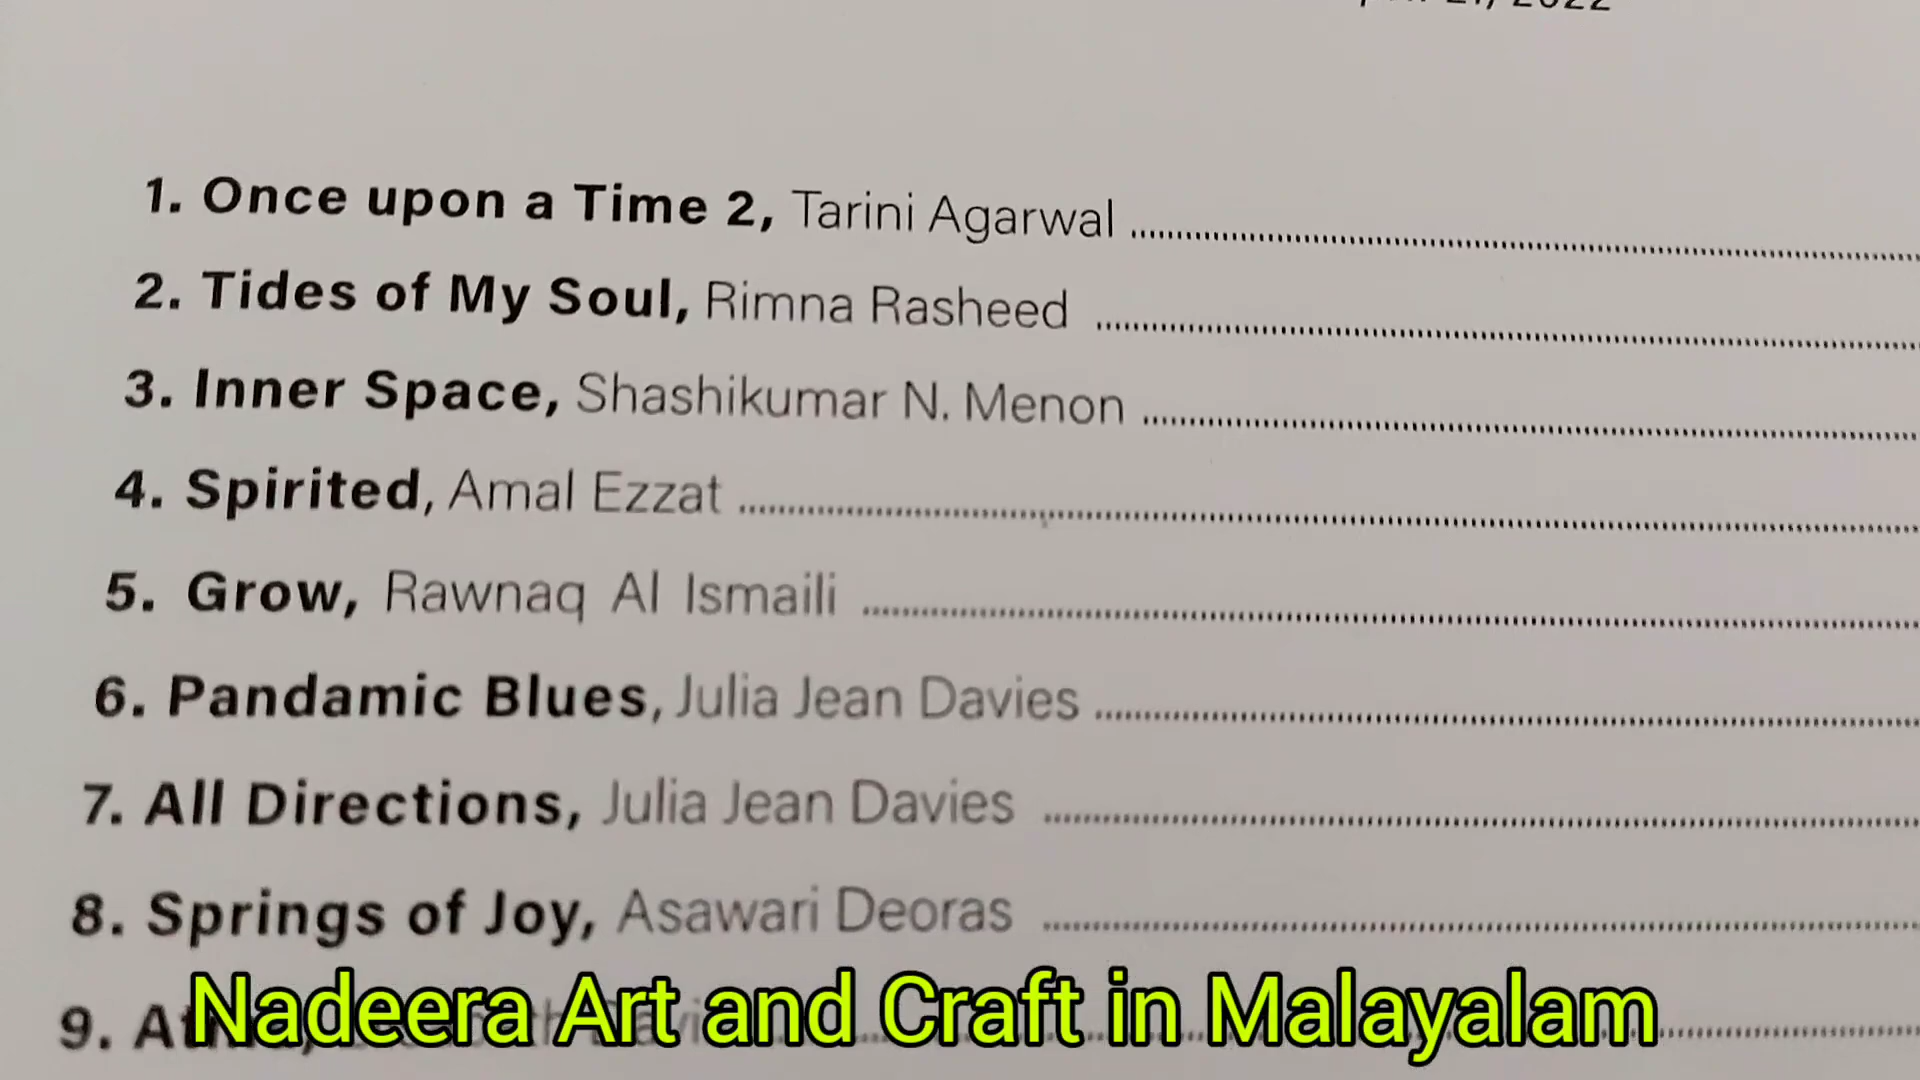 2022
1. Once upon a Time 2, Tarini Agarwal
2. Tides of My Soul, Rimna Rasheed
3. Inner Space, Shashikumar N. Menon
4. Spirited, Amal Ezzat
5. Grow, Rawnaq Al Ismaili
6. Pandamic Blues, Julia Jean Davies
7. All Directions, Julia Jean Davies
8. Springs of Joy, Asawari Deoras
9.
Nadeera Art and Craft in Malayalam